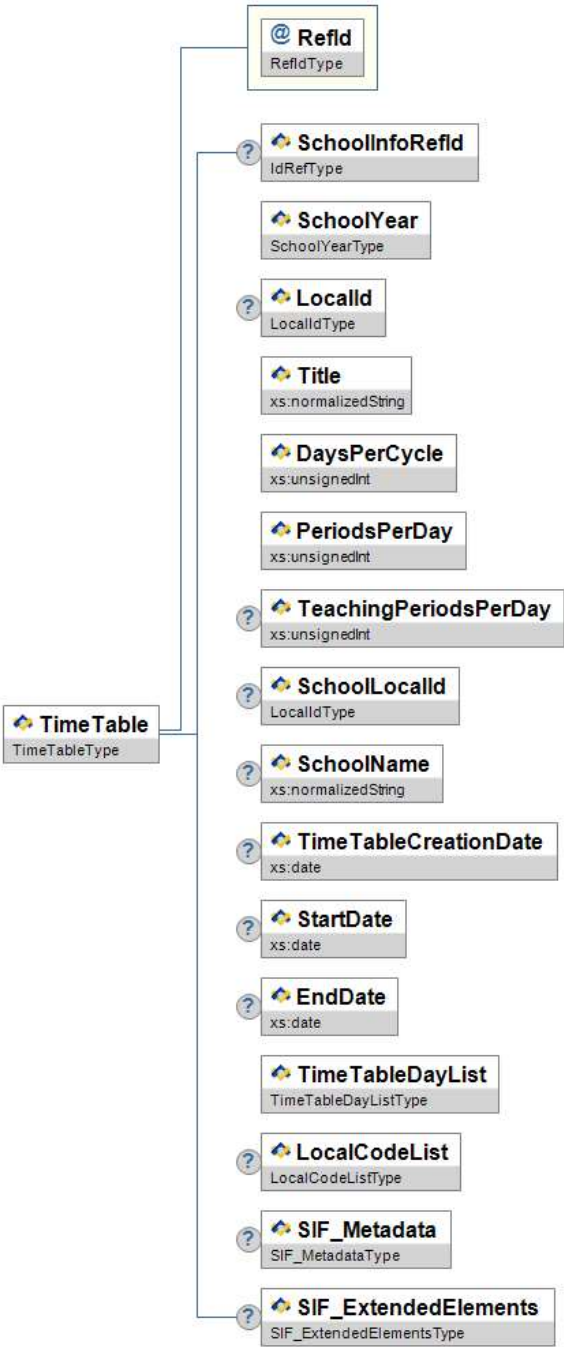 @ RefId
RefIdType
? SchoolInfoRefId
IdRefType
SchoolYear
SchoolYearType
? LocalId
LocalIdType
Title
xs:normalizedString
DaysPerCycle
xs:unsignedInt
PeriodsPerDay
xs:unsignedInt
? TeachingPeriodsPerDay
xs:unsignedInt
? SchoolLocalId
LocalIdType
TimeTable
TimeTableType
? SchoolName
xs:normalizedString
? TimeTableCreationDate
xs:date
? StartDate
xs:date
? EndDate
xs:date
TimeTableDayList
TimeTableDayListType
? LocalCodeList
LocalCodeListType
? SIF_Metadata
SIF_MetadataType
? SIF_ExtendedElements
SIF_ExtendedElementsType